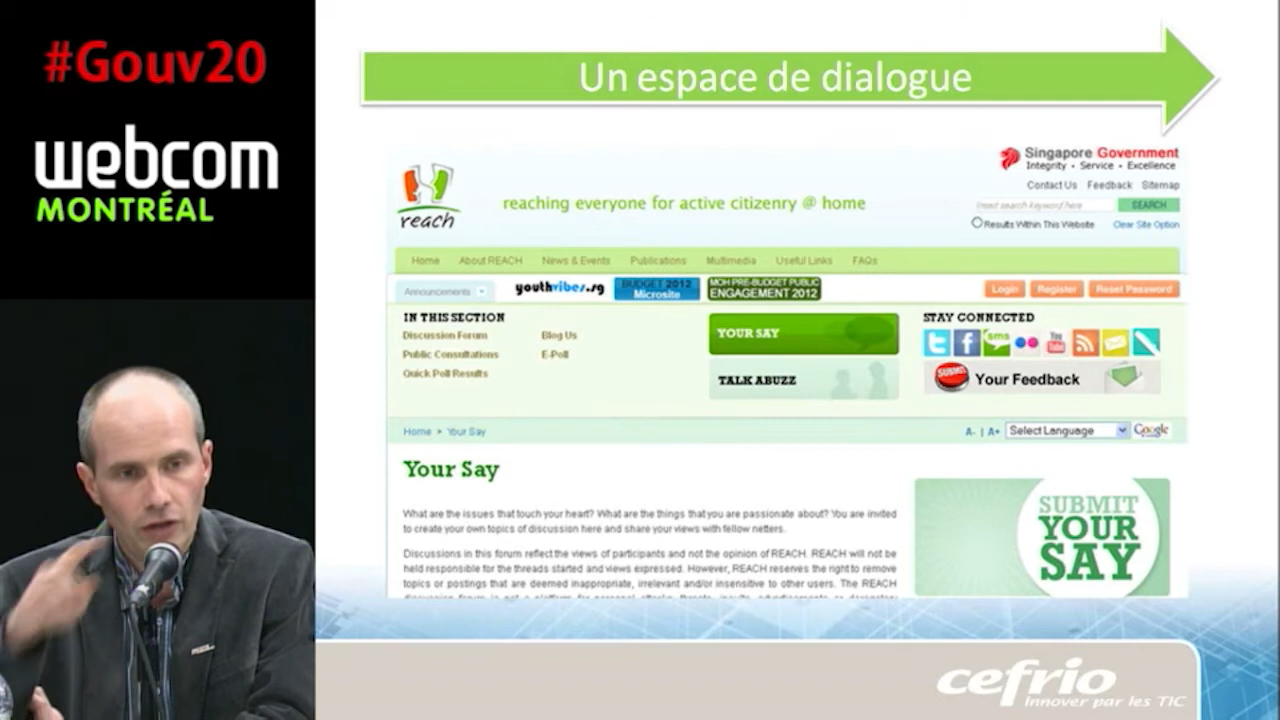 #Gouv20
webcom
MONTRÉAL
Un espace de dialogue
Singapore Government
Integrity • Service • Excellence
Contact Us Feedback Sitemap
reach
reaching everyone for active citizenry @ home
Insert search keyword here SEARCH
Results Within This Website Clear Site Option
Home About REACH News & Events Publications Multimedia Useful Links FAQs
Announcements youthvibes.sg BUDGET 2012 Microsite MOH PRE-BUDGET PUBLIC ENGAGEMENT 2012 Login Register Reset Password
IN THIS SECTION
Discussion Forum Blog Us
Public Consultations E-Poll
Quick Poll Results
YOUR SAY
TALK ABUZZ
STAY CONNECTED
sms You Tube
SUBMIT Your Feedback
Home > Your Say A- | A+ Select Language Google
Your Say
What are the issues that touch your heart? What are the things that you are passionate about? You are invited
to create your own topics of discussion here and share your views with fellow netters.
Discussions in this forum reflect the views of participants and not the opinion of REACH. REACH will not be
held responsible for the threads started and views expressed. However, REACH reserves the right to remove
topics or postings that are deemed inappropriate, irrelevant and/or insensitive to other users. The REACH
SUBMIT
YOUR
SAY
cefrio
Innover par les TIC